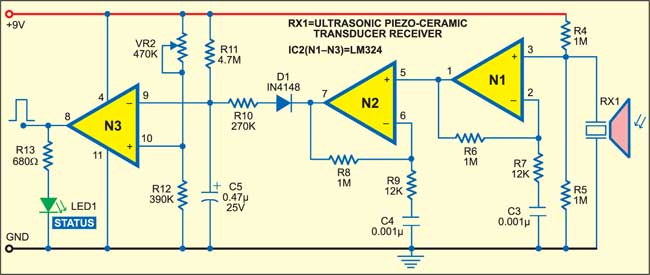 +9V
RX1=ULTRASONIC PIEZO-CERAMIC
TRANSDUCER RECEIVER
IC2(N1–N3)=LM324
VR2
470K
R11
4.7M
R4
1M
4
9
D1
IN4148
R10
270K
7
N2
5
6
1
N1
3
2
RX1
8
N3
10
11
R13
680Ω
LED1
STATUS
R12
390K
C5
0.47µ
25V
R8
1M
R9
12K
C4
0.001µ
R6
1M
R7
12K
C3
0.001µ
R5
1M
GND
−
+
+
−
+
−
+